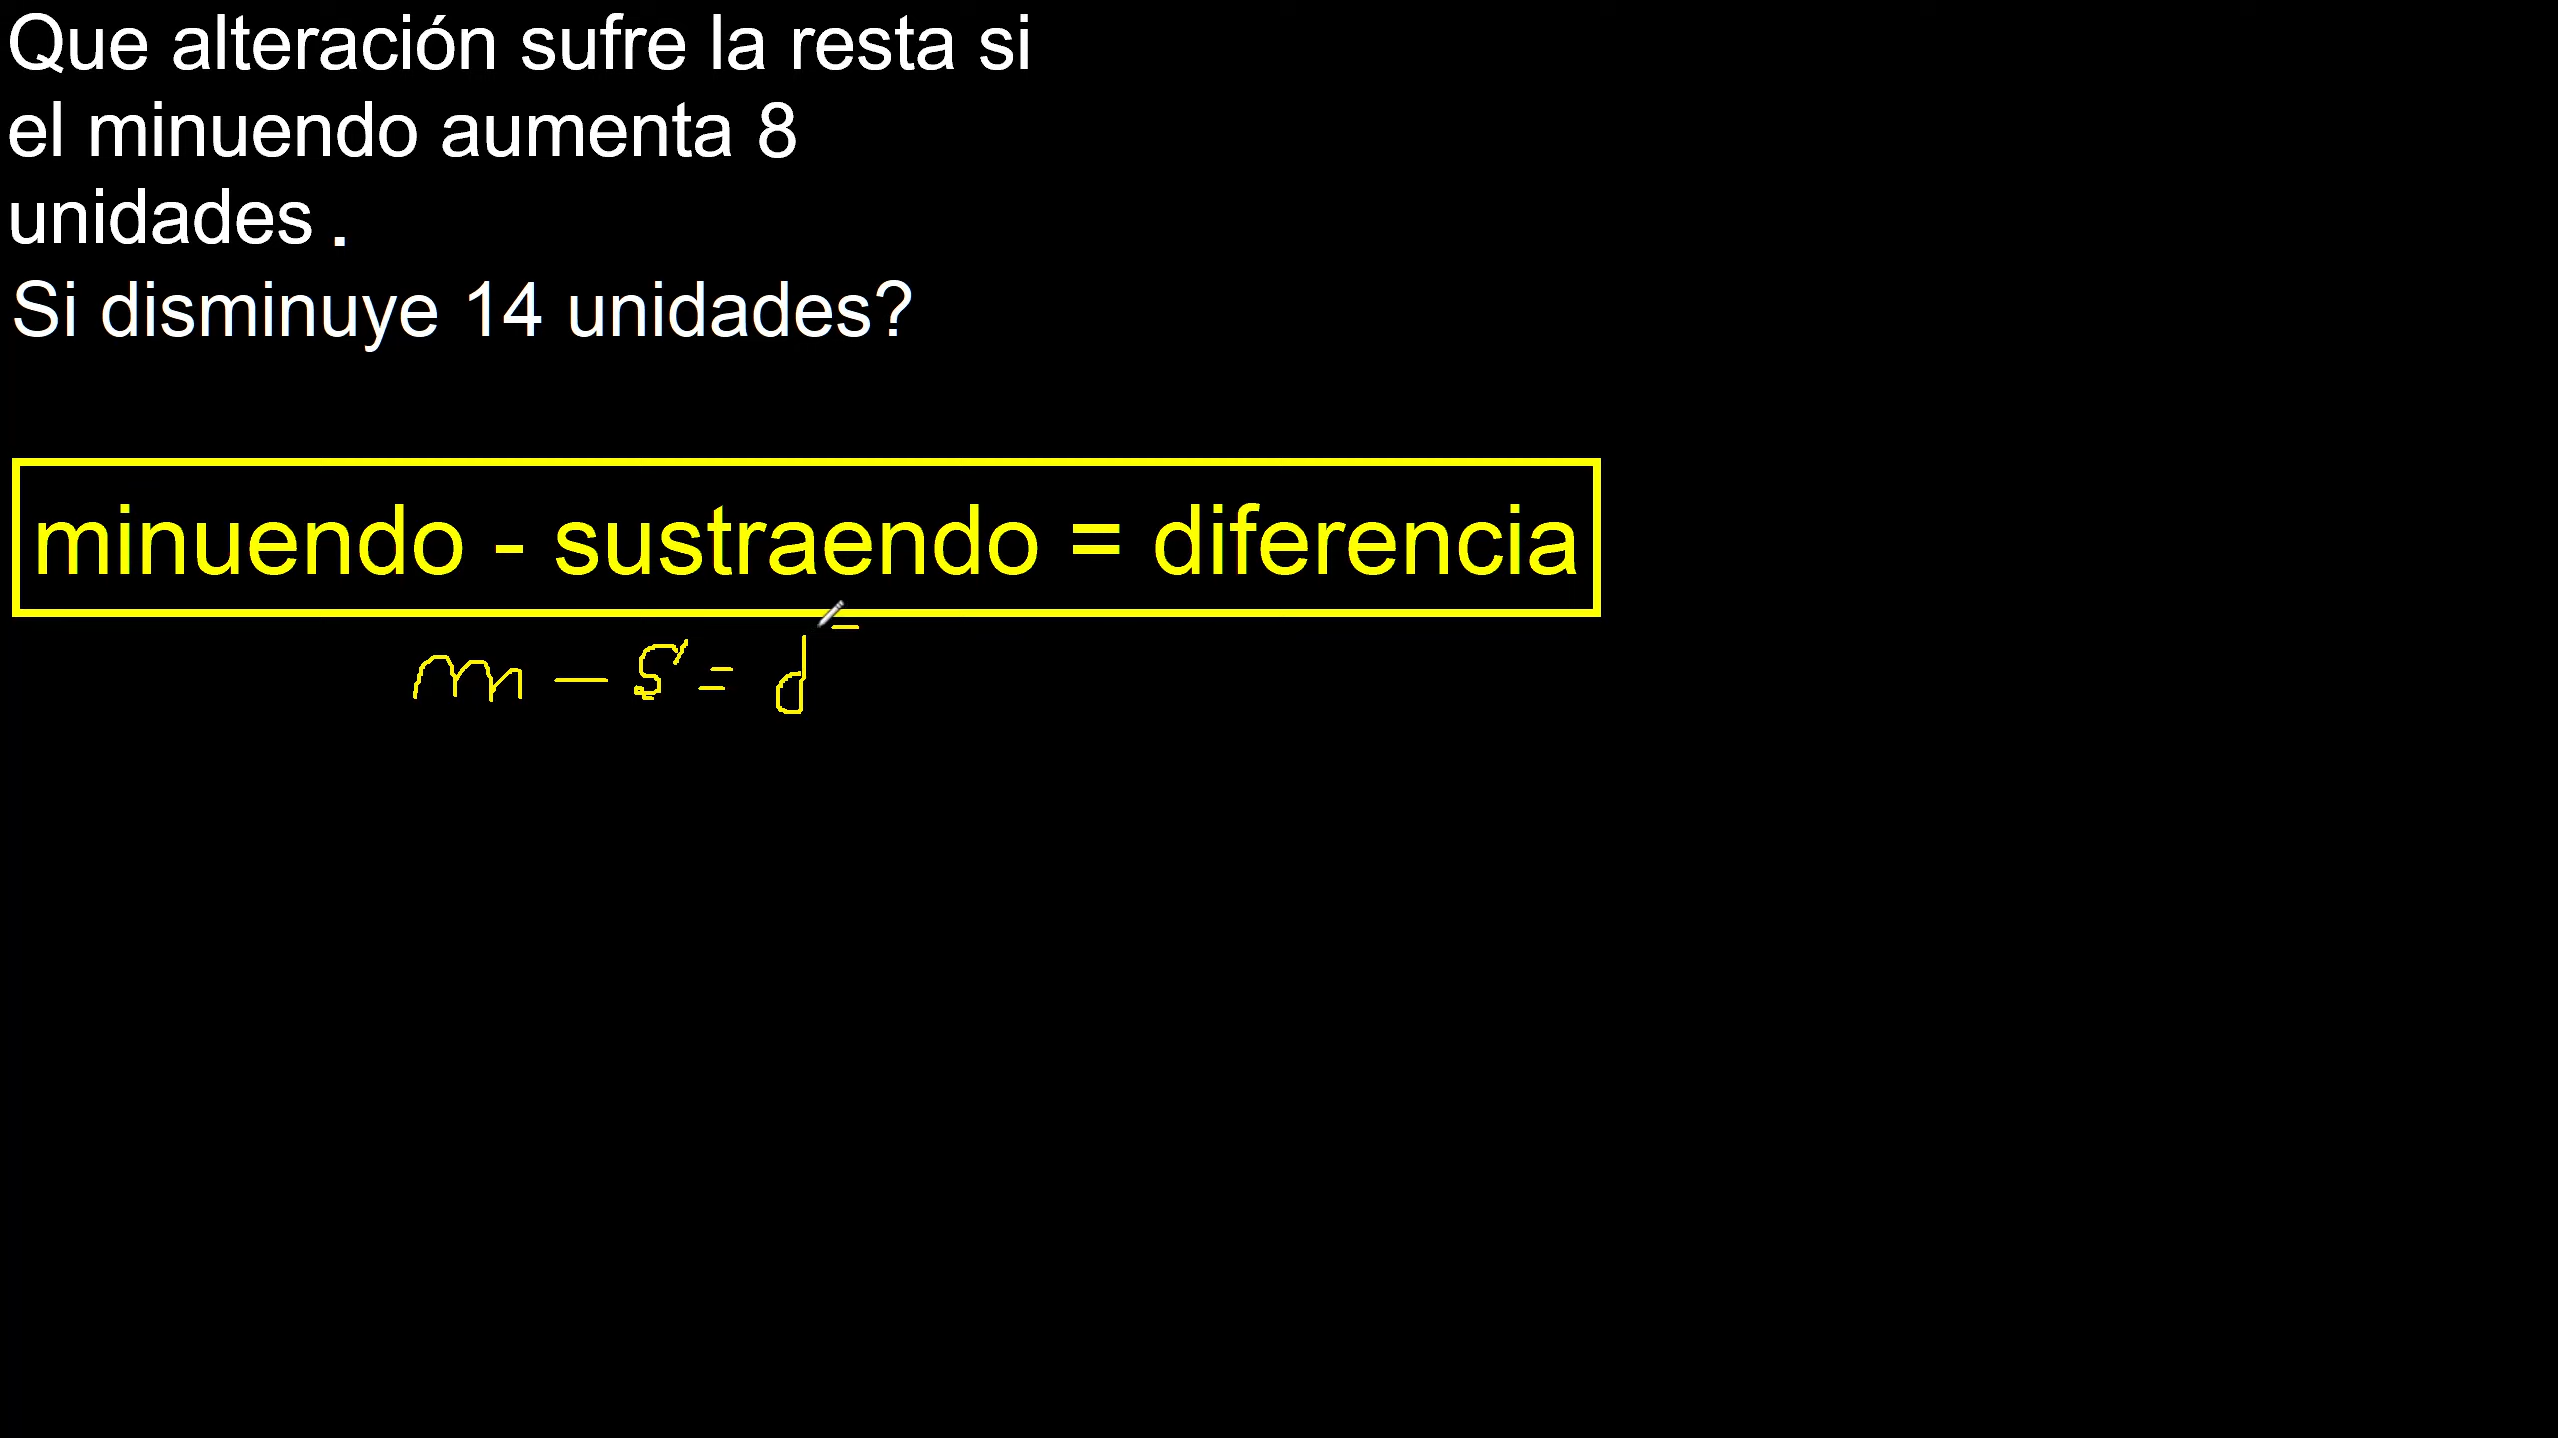 Que alteración sufre la resta si
el minuendo aumenta 8
unidades .
Si disminuye 14 unidades?
minuendo - sustraendo = diferencia
m - s = d